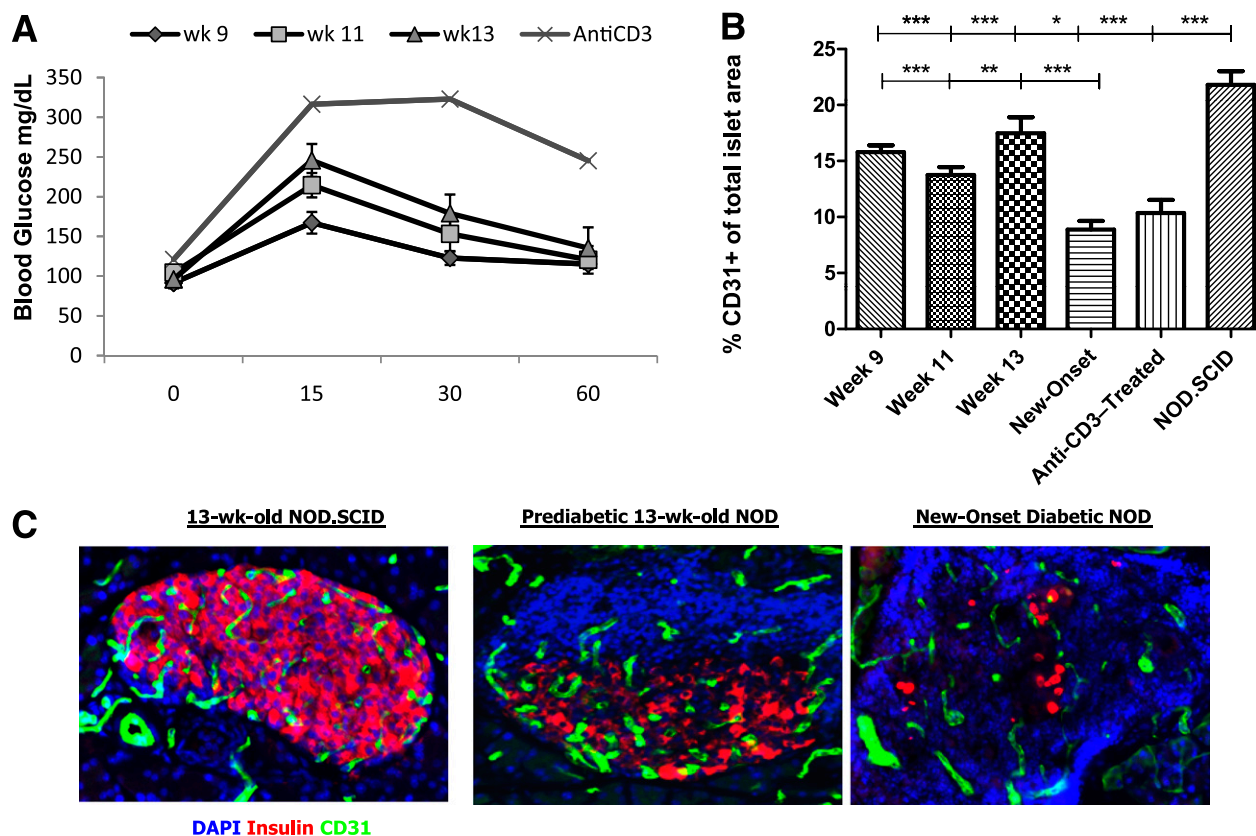 A
wk 9 wk 11 wk13 AntiCD3
Blood Glucose mg/dL
350
300
250
200
150
100
50
0
0 15 30 60
B
*** *** * *** ***
*** ** ***
% CD31+ of total islet area
25
20
15
10
5
0
Week 9
Week 11
Week 13
New-Onset
Anti-CD3–Treated
NOD.SCID
C
13-wk-old NOD.SCID Prediabetic 13-wk-old NOD New-Onset Diabetic NOD
DAPI Insulin CD31